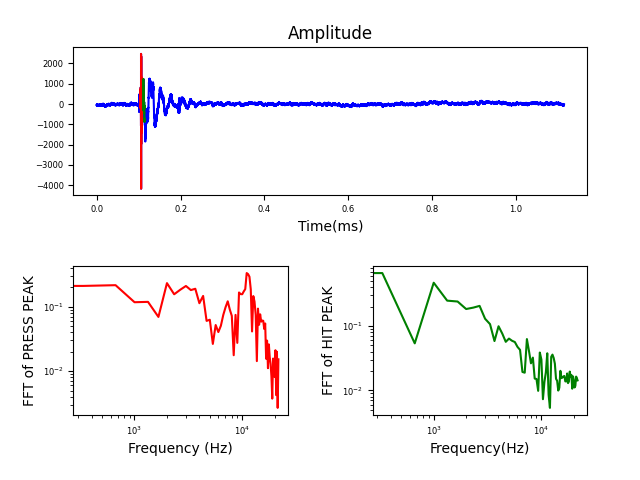 Amplitude
2000
1000
0
−1000
−2000
−3000
−4000
0.0 0.2 0.4 0.6 0.8 1.0
Time(ms)
FFT of PRESS PEAK
10⁻¹
10⁻²
10³ 10⁴
Frequency (Hz)
FFT of HIT PEAK
10⁻¹
10⁻²
10³ 10⁴
Frequency(Hz)